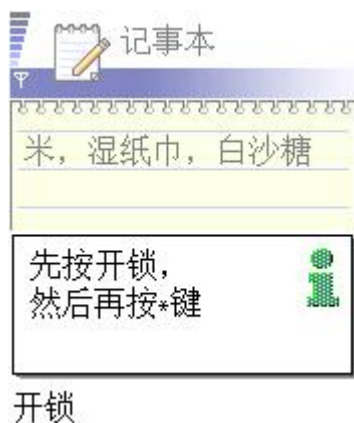 记事本
米，湿纸巾，白沙糖
先按开锁，
然后再按*键
开锁